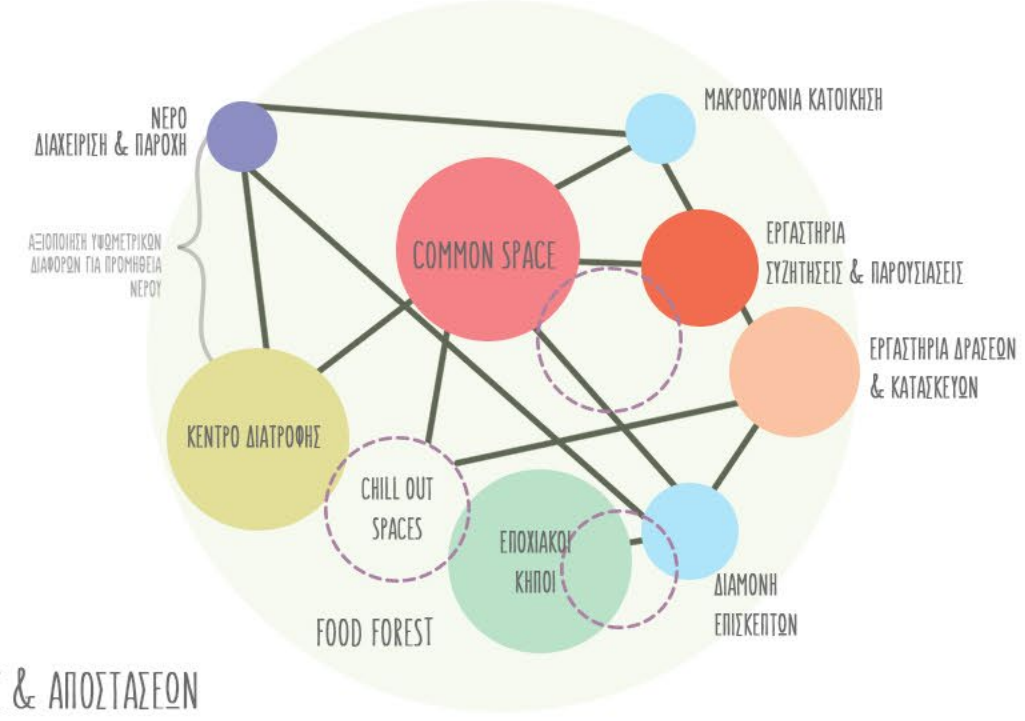 ΝΕΡΟ
ΔΙΑΧΕΙΡΙΣΗ & ΠΑΡΟΧΗ
ΜΑΚΡΟΧΡΟΝΙΑ ΚΑΤΟΙΚΗΣΗ
ΑΞΙΟΠΟΙΗΣΗ ΥΨΟΜΕΤΡΙΚΩΝ
ΔΙΑΦΟΡΩΝ ΓΙΑ ΠΡΟΜΗΘΕΙΑ
ΝΕΡΟΥ
COMMON SPACE
ΕΡΓΑΣΤΗΡΙΑ
ΣΥΖΗΤΗΣΕΙΣ & ΠΑΡΟΥΣΙΑΣΕΙΣ
ΕΡΓΑΣΤΗΡΙΑ ΔΡΑΣΕΩΝ
& ΚΑΤΑΣΚΕΥΩΝ
ΚΕΝΤΡΟ ΔΙΑΤΡΟΦΗΣ
CHILL OUT
SPACES
ΕΠΟΧΙΑΚΟΙ
ΚΗΠΟΙ
ΔΙΑΜΟΝΗ
ΕΠΙΣΚΕΠΤΩΝ
FOOD FOREST
& ΑΠΟΣΤΑΣΕΩΝ